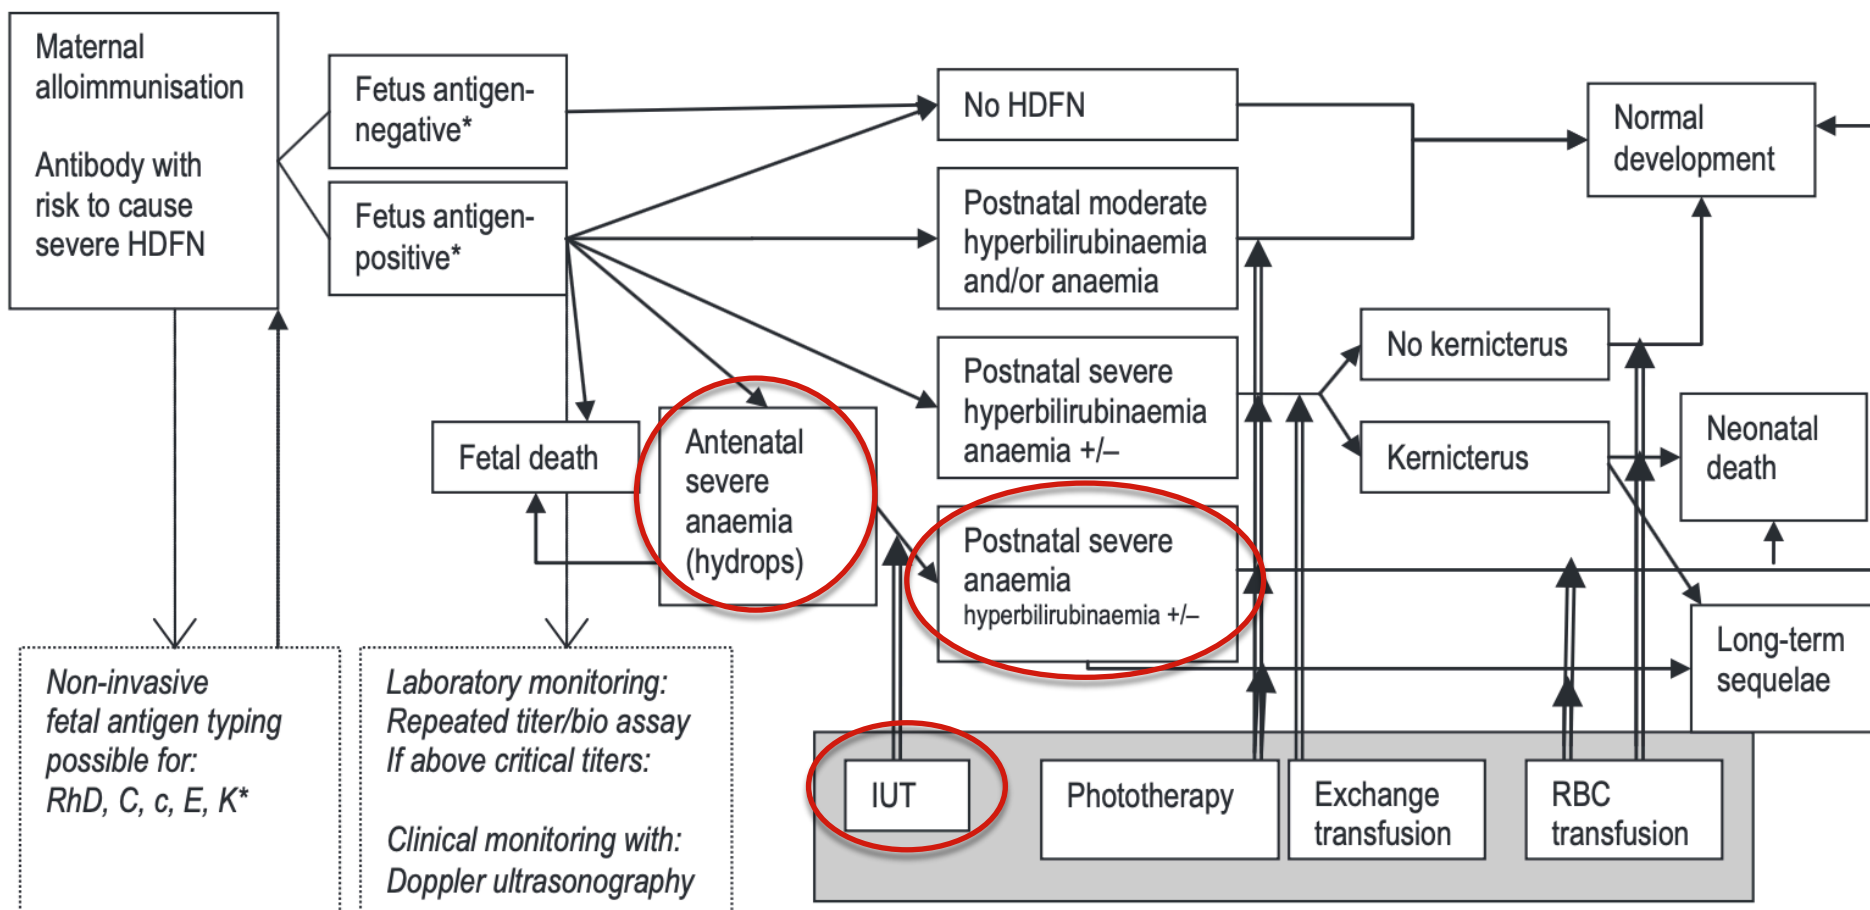 Maternal
alloimmunisation
Antibody with
risk to cause
severe HDFN
Fetus antigen-
negative*
Fetus antigen-
positive*
No HDFN
Postnatal moderate
hyperbilirubinaemia
and/or anaemia
Normal
development
Postnatal severe
hyperbilirubinaemia
anaemia +/–
No kernicterus
Kernicterus
Neonatal
death
Fetal death
Antenatal
severe
anaemia
(hydrops)
Postnatal severe
anaemia
hyperbilirubinaemia +/–
Long-term
sequelae
Non-invasive
fetal antigen typing
possible for:
RhD, C, c, E, K*
Laboratory monitoring:
Repeated titer/bio assay
If above critical titers:
Clinical monitoring with:
Doppler ultrasonography
IUT
Phototherapy
Exchange
transfusion
RBC
transfusion